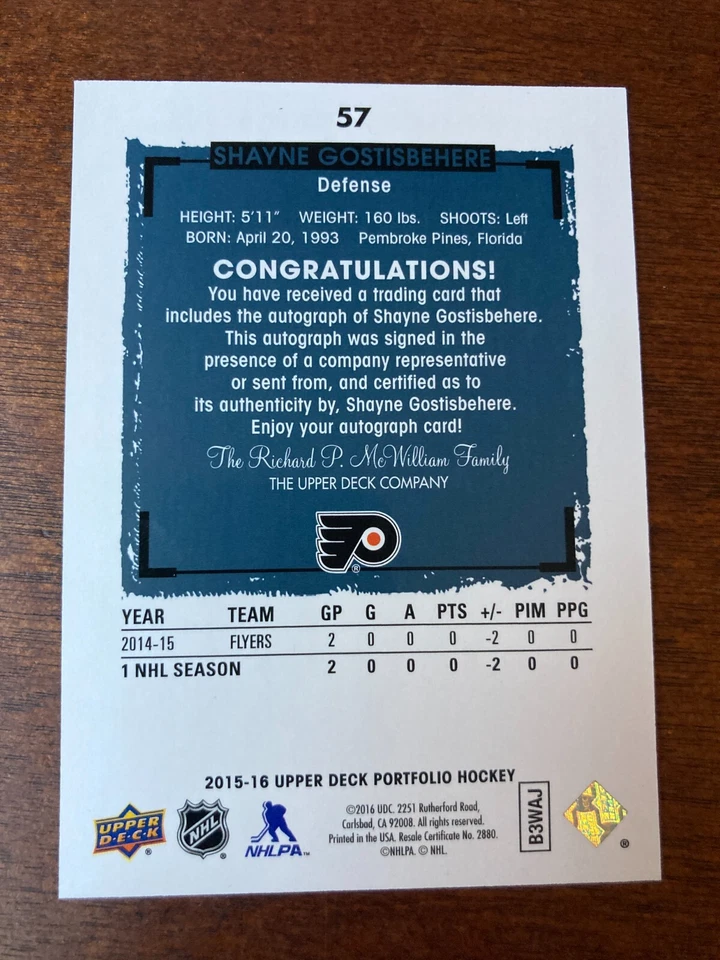 57
SHAYNE GOSTISBEHERE
Defense
HEIGHT: 5'11" WEIGHT: 160 lbs. SHOOTS: Left
BORN: April 20, 1993 Pembroke Pines, Florida
CONGRATULATIONS!
You have received a trading card that
includes the autograph of Shayne Gostisbehere.
This autograph was signed in the
presence of a company representative
or sent from, and certified as to
its authenticity by, Shayne Gostisbehere.
Enjoy your autograph card!
The Richard P. McWilliam Family
THE UPPER DECK COMPANY
®
YEAR TEAM GP G A PTS +/- PIM PPG
2014-15 FLYERS 2 0 0 0 -2 0 0
1 NHL SEASON 2 0 0 0 -2 0 0
2015-16 UPPER DECK PORTFOLIO HOCKEY
UPPER
D·E·C·K
®
NHL
®
NHLPA™
©2016 UDC. 2251 Rutherford Road,
Carlsbad, CA 92008. All rights reserved.
Printed in the USA. Resale Certificate No. 2880.
©NHLPA. © NHL.
B3WAJ
®